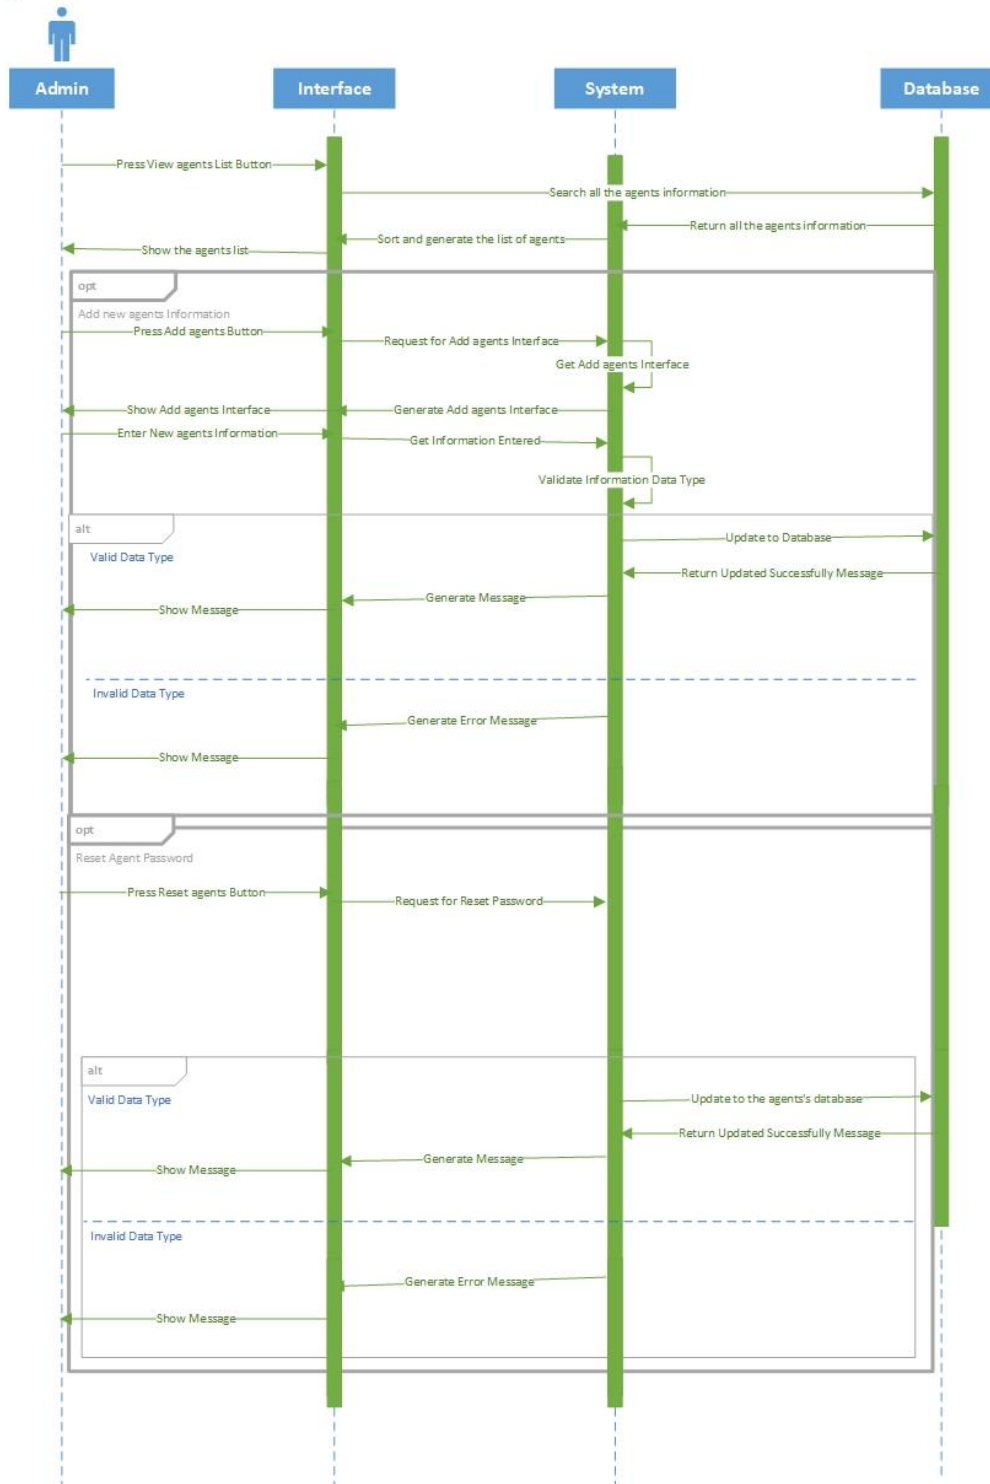 Admin
Interface
System
Database
Press View agents List Button
Search all the agents information
Return all the agents information
Sort and generate the list of agents
Show the agents list
opt
Add new agents Information
Press Add agents Button
Request for Add agents Interface
Get Add agents Interface
Show Add agents Interface
Generate Add agents Interface
Enter New agents Information
Get Information Entered
Validate Information Data Type
alt
Valid Data Type
Update to Database
Return Updated Successfully Message
Generate Message
Show Message
Invalid Data Type
Generate Error Message
Show Message
opt
Reset Agent Password
Press Reset agents Button
Request for Reset Password
alt
Valid Data Type
Update to the agents's database
Return Updated Successfully Message
Generate Message
Show Message
Invalid Data Type
Generate Error Message
Show Message